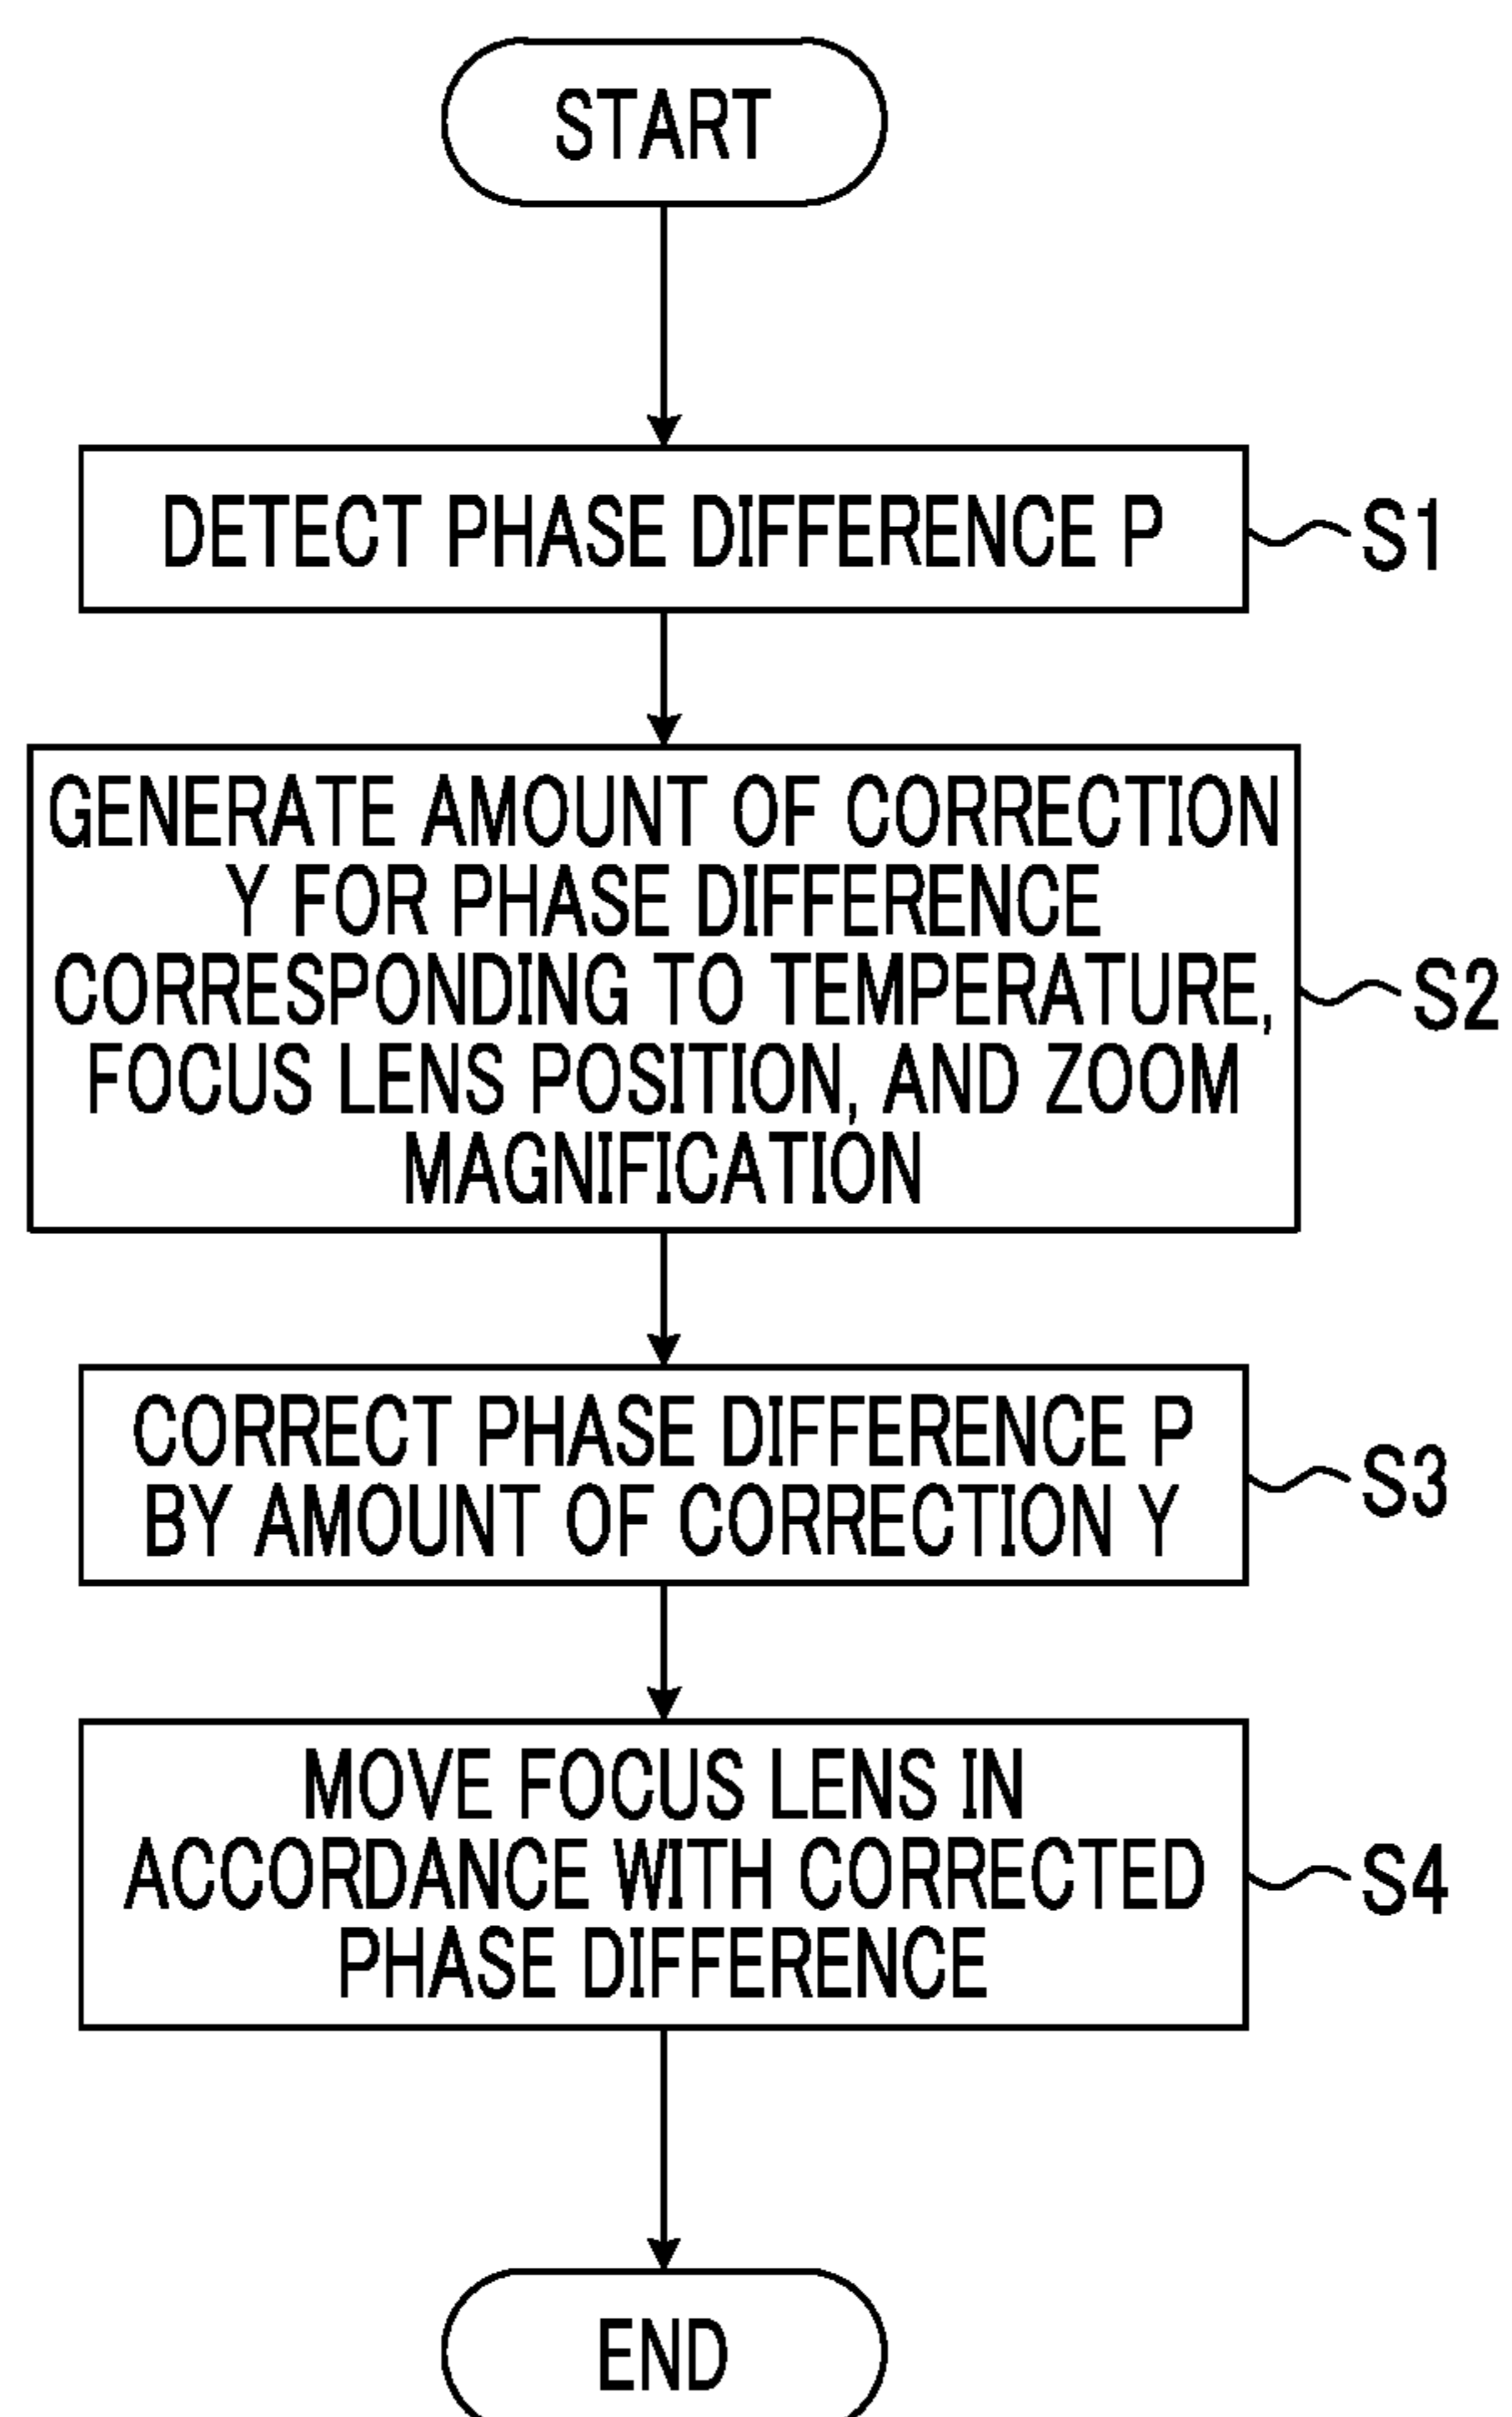 START
DETECT PHASE DIFFERENCE P
S1
GENERATE AMOUNT OF CORRECTION
Y FOR PHASE DIFFERENCE
CORRESPONDING TO TEMPERATURE,
FOCUS LENS POSITION, AND ZOOM
MAGNIFICATION
S2
CORRECT PHASE DIFFERENCE P
BY AMOUNT OF CORRECTION Y
S3
MOVE FOCUS LENS IN
ACCORDANCE WITH CORRECTED
PHASE DIFFERENCE
S4
END